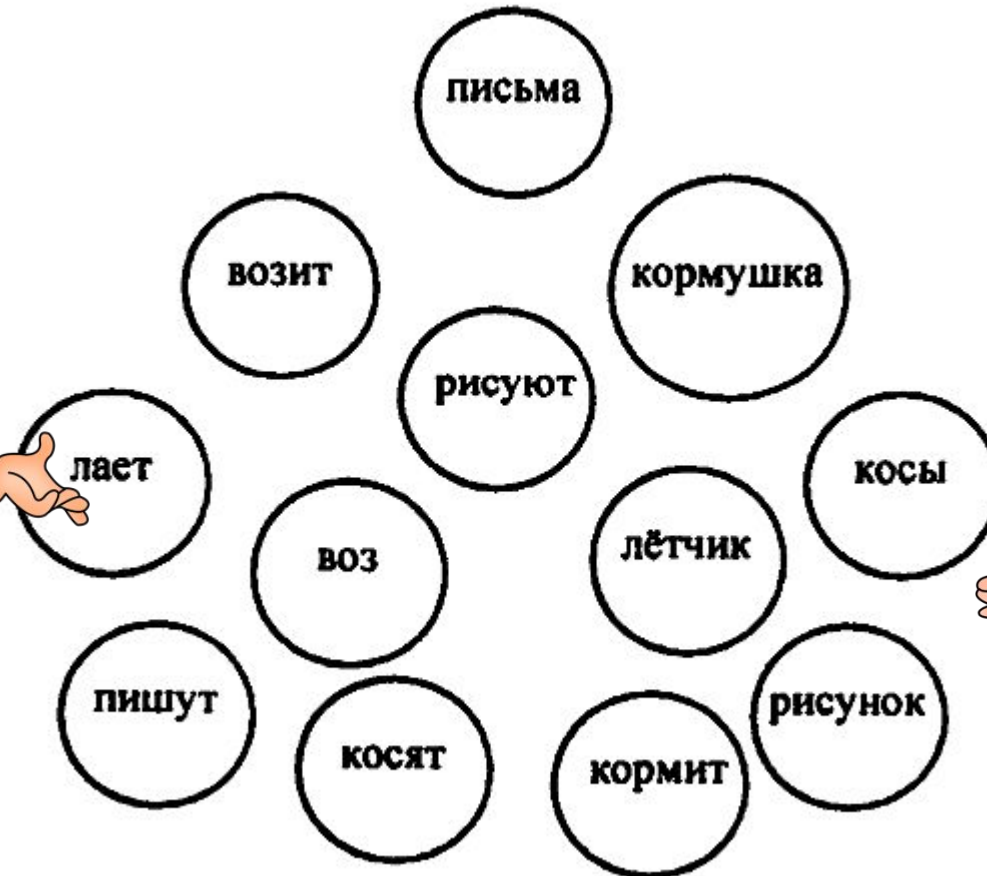 письма
возит
кормушка
рисуют
лает
косы
воз
лётчик
пишут
рисунок
косят
кормит